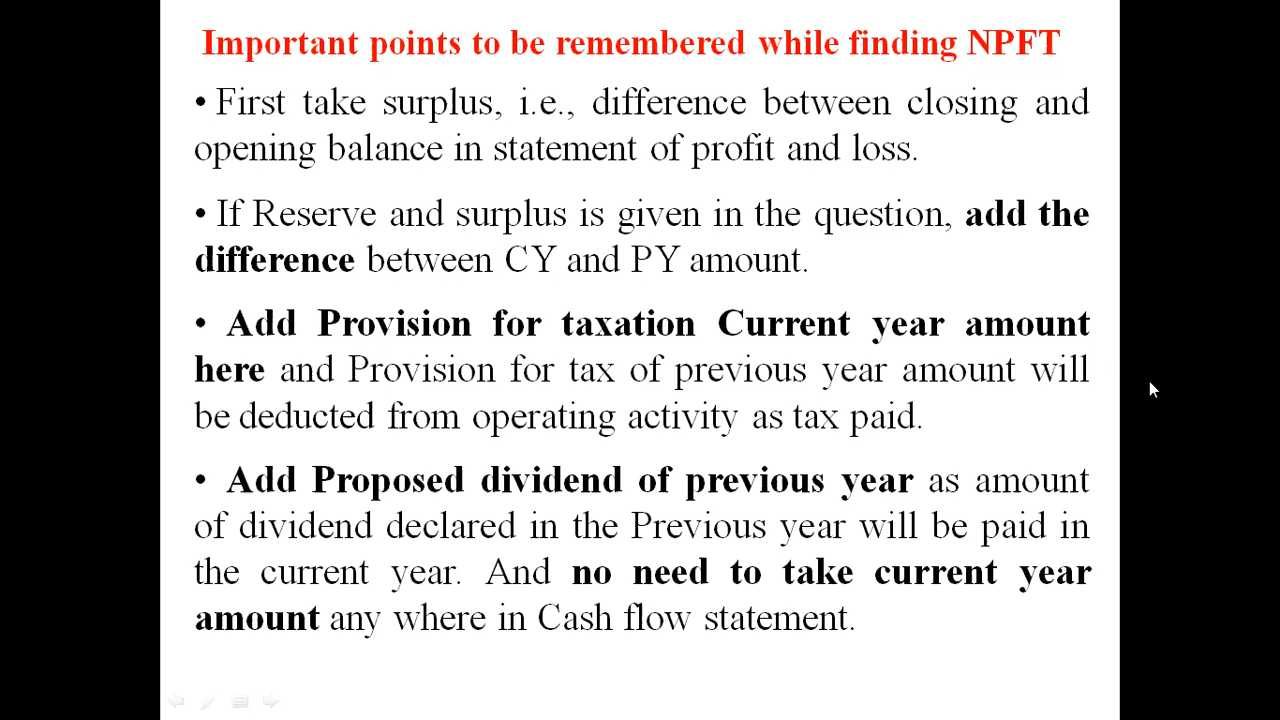 Important points to be remembered while finding NPFT
• First take surplus, i.e., difference between closing and
opening balance in statement of profit and loss.
• If Reserve and surplus is given in the question, add the
difference between CY and PY amount.
• Add Provision for taxation Current year amount
here and Provision for tax of previous year amount will
be deducted from operating activity as tax paid.
• Add Proposed dividend of previous year as amount
of dividend declared in the Previous year will be paid in
the current year. And no need to take current year
amount any where in Cash flow statement.